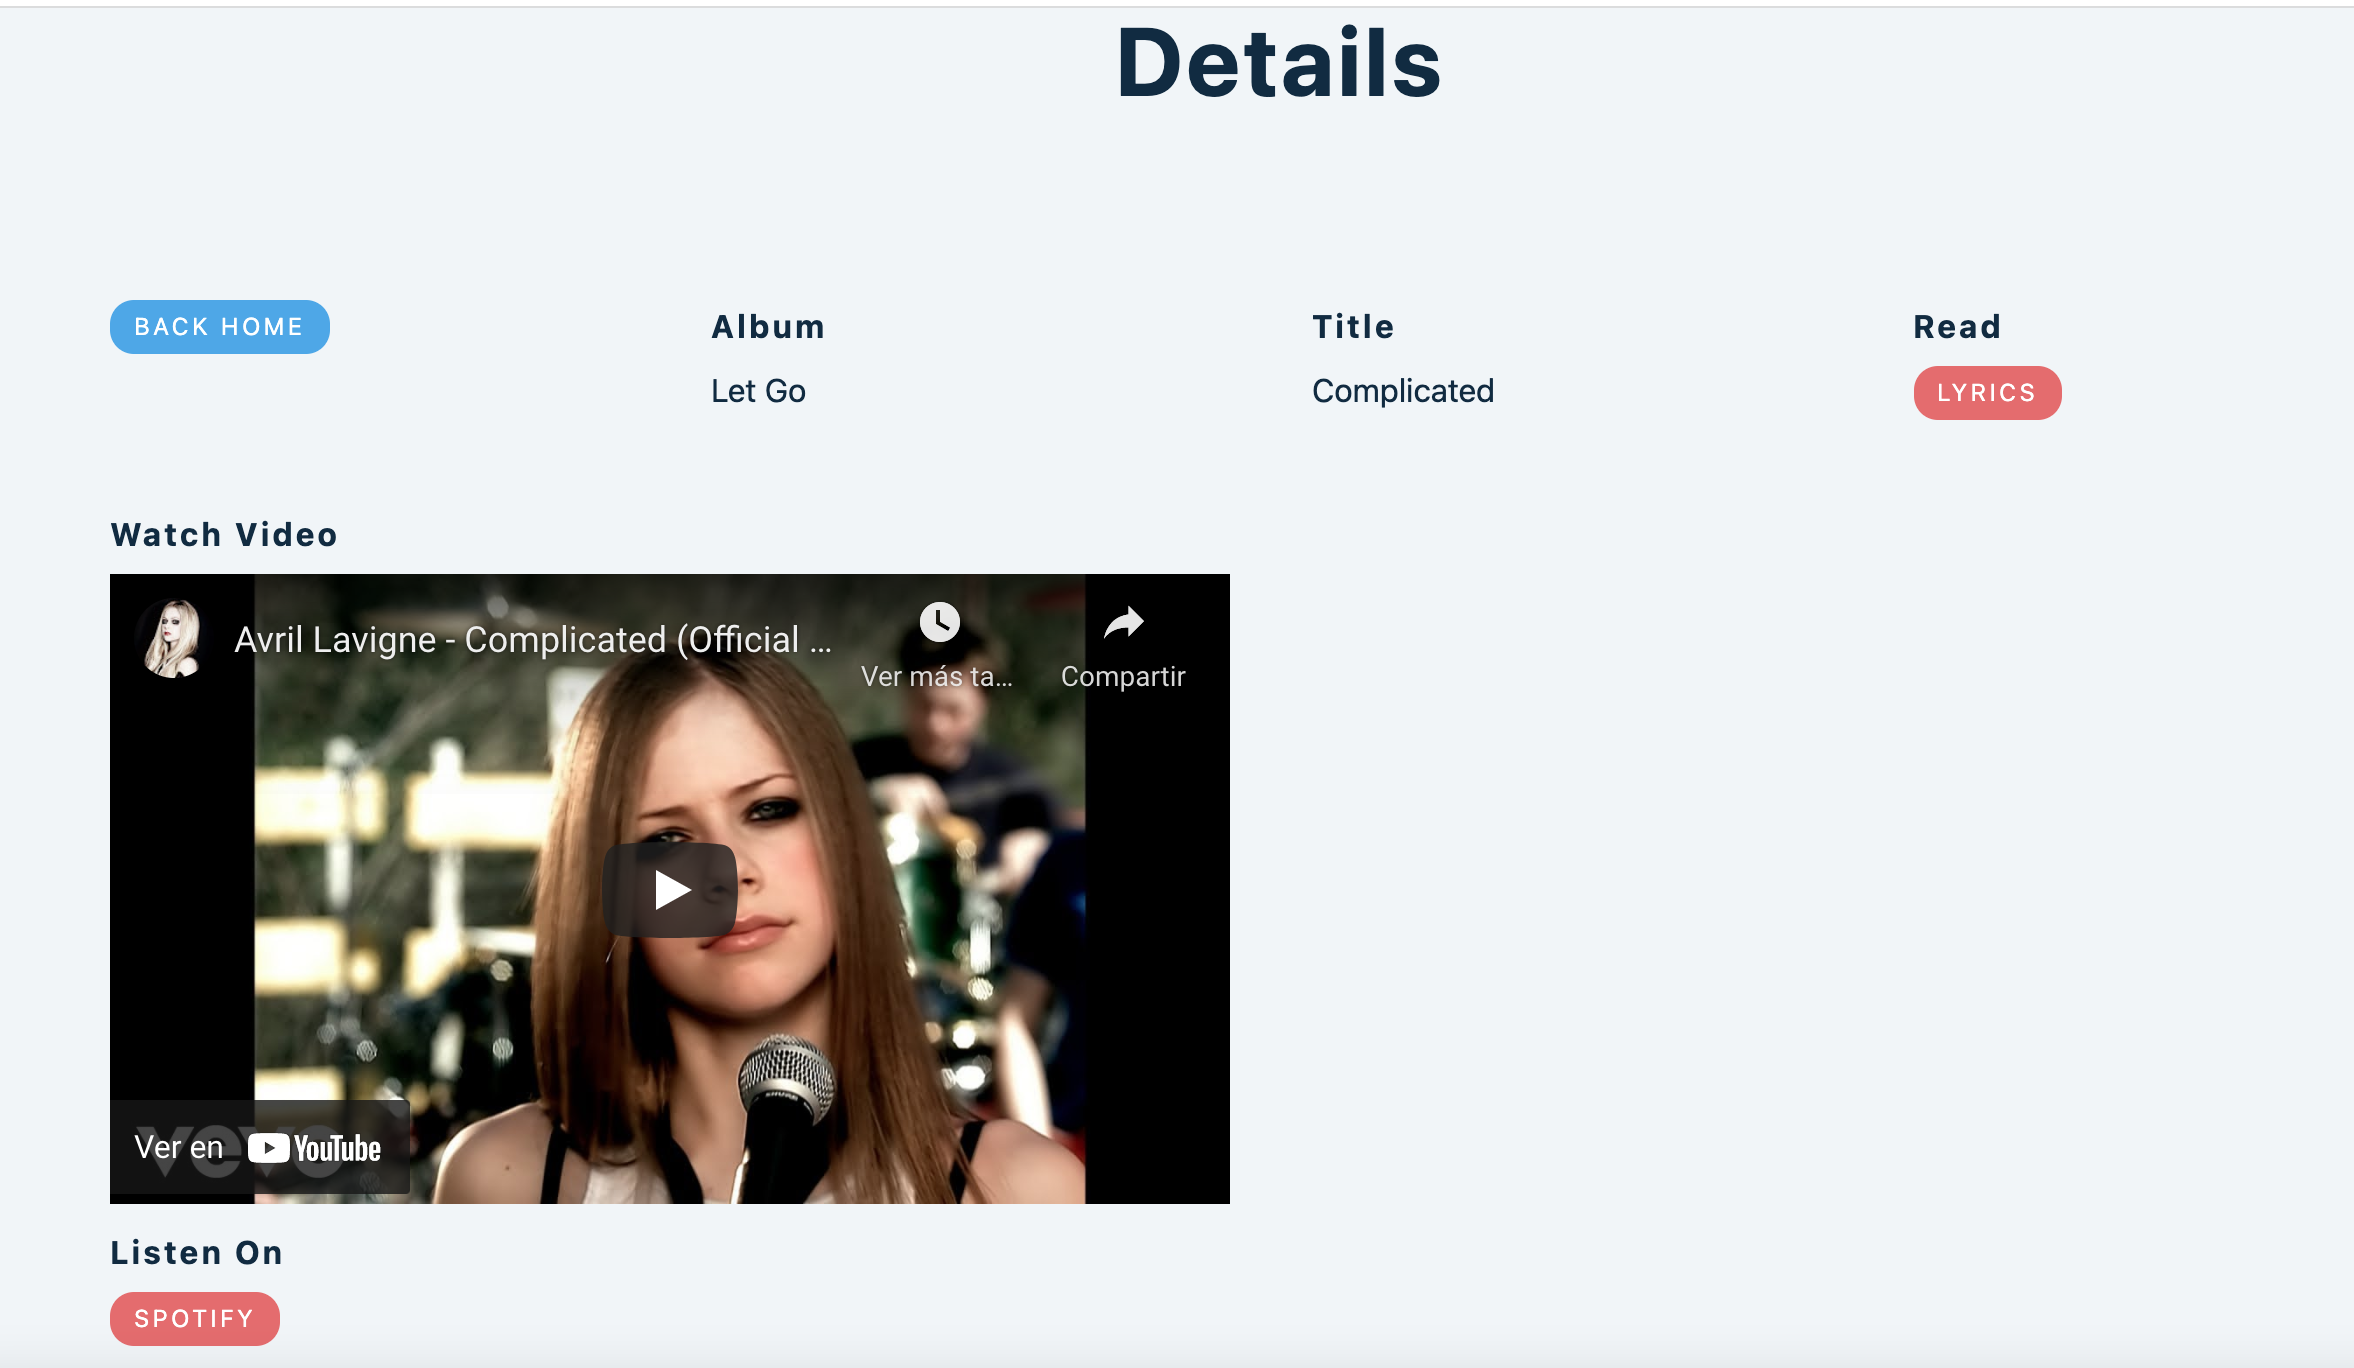 Details
BACK HOME
Album
Title
Read
Let Go
Complicated
LYRICS
Watch Video
Avril Lavigne - Complicated (Official ...
Ver más ta...
Compartir
SHURE
vevo
Ver en YouTube
Listen On
SPOTIFY